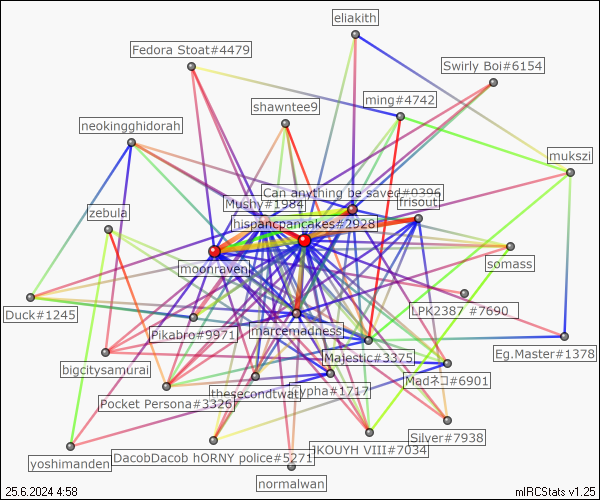 eliakith
Fedora Stoat#4479
Swirly Boi#6154
ming#4742
shawntee9
neokingghidorah
mukszi
Can anything be saved#0396
Mushy#1984
frisout
zebula
hispancpancakes#2928
somass
moonraven
Duck#1245
LPK2387 #7690
Pikabro#9971
marcemadness
Eg.Master#1378
Majestic#3375
bigcitysamurai
Madネコ#6901
thesecondtwait
ypha#1717
Pocket Persona#3326
Silver#7938
yoshimanden
DacobDacob hORNY police#5271
KOUYH VIII#7034
normalwan
25.6.2024 4:58
mIRCStats v1.25